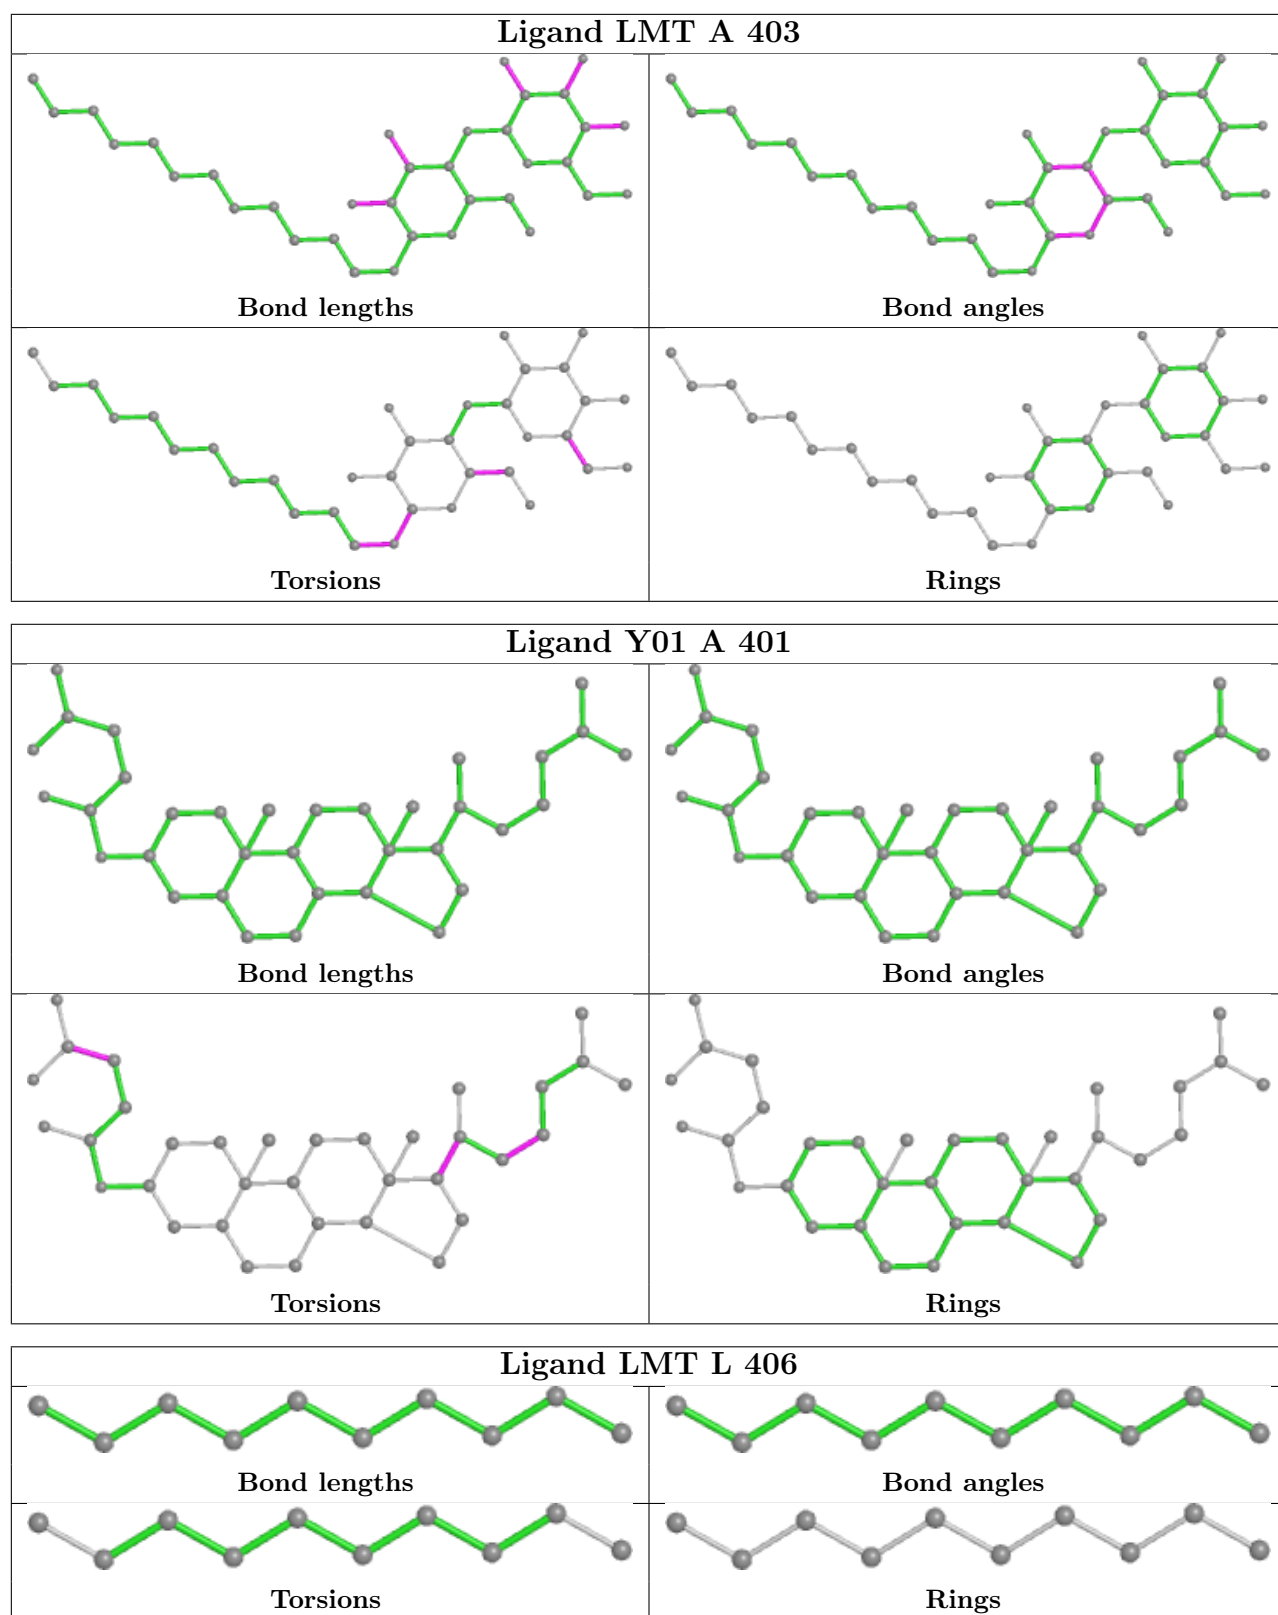 Ligand LMT A 403
Bond lengths
Bond angles
Torsions
Rings
Ligand Y01 A 401
Bond lengths
Bond angles
Torsions
Rings
Ligand LMT L 406
Bond lengths
Bond angles
Torsions
Rings